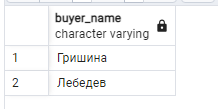 buyer_name
character varying
1 Гришина
2 Лебедев